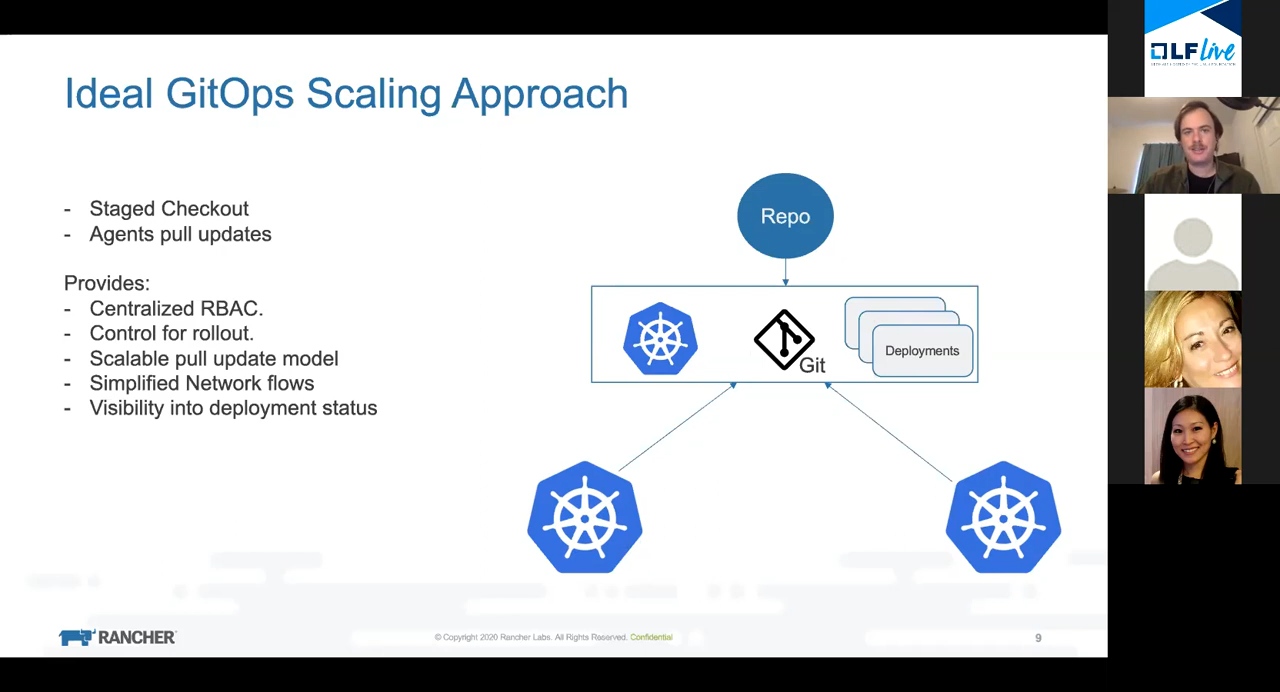 Ideal GitOps Scaling Approach
- Staged Checkout
- Agents pull updates
Provides:
- Centralized RBAC.
- Control for rollout.
- Scalable pull update model
- Simplified Network flows
- Visibility into deployment status
Repo
Git
Deployments
RANCHER
© Copyright 2020 Rancher Labs. All Rights Reserved. Confidential
9
LF Live